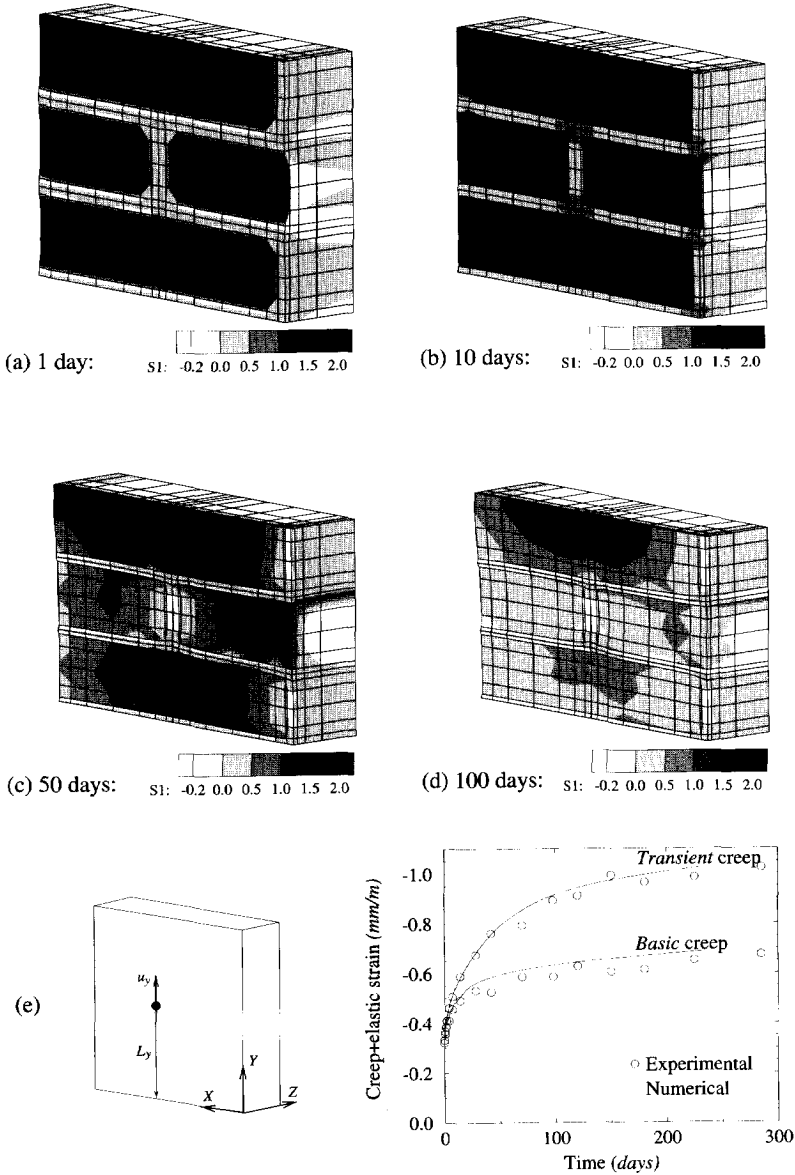 (a) 1 day:
S1: -0.2 0.0 0.5 1.0 1.5 2.0
(b) 10 days:
S1: -0.2 0.0 0.5 1.0 1.5 2.0
(c) 50 days:
S1: -0.2 0.0 0.5 1.0 1.5 2.0
(d) 100 days:
S1: -0.2 0.0 0.5 1.0 1.5 2.0
(e)
uy
Ly
X
Y
Z
Creep+elastic strain (mm/m)
-1.0
-0.8
-0.6
-0.4
-0.2
0.0
Transient creep
Basic creep
Experimental
Numerical
0 100 200 300
Time (days)